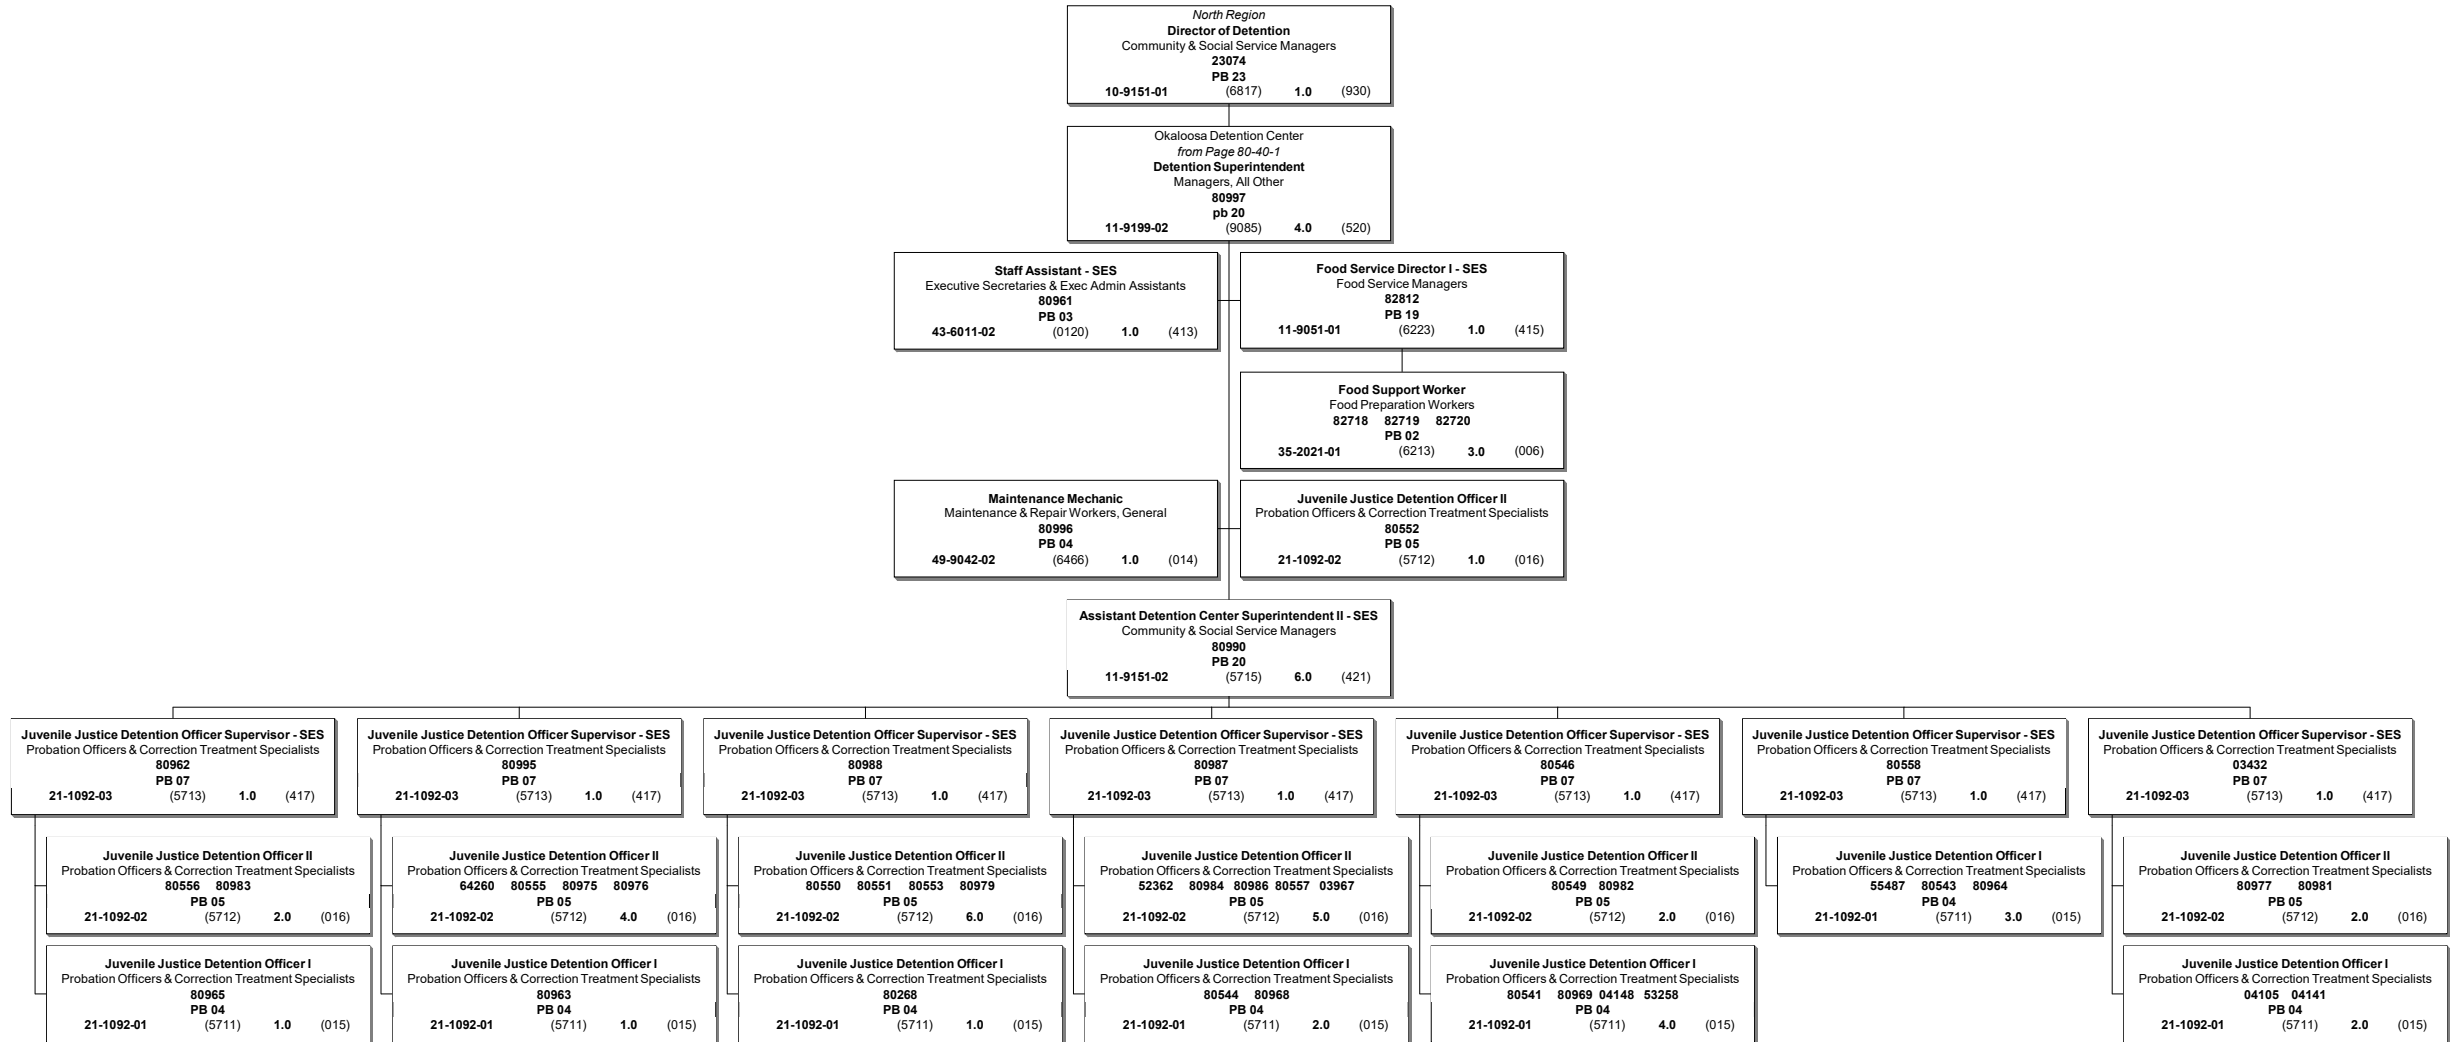 North Region
Director of Detention
Community & Social Service Managers
23074
PB 23
10-9151-01 (6817) 1.0 (930)
Okaloosa Detention Center
from Page 80-40-1
Detention Superintendent
Managers, All Other
80997
pb 20
11-9199-02 (9085) 4.0 (520)
Staff Assistant - SES
Executive Secretaries & Exec Admin Assistants
80961
PB 03
43-6011-02 (0120) 1.0 (413)
Food Service Director I - SES
Food Service Managers
82812
PB 19
11-9051-01 (6223) 1.0 (415)
Food Support Worker
Food Preparation Workers
82718 82719 82720
PB 02
35-2021-01 (6213) 3.0 (006)
Maintenance Mechanic
Maintenance & Repair Workers, General
80996
PB 04
49-9042-02 (6466) 1.0 (014)
Juvenile Justice Detention Officer II
Probation Officers & Correction Treatment Specialists
80552
PB 05
21-1092-02 (5712) 1.0 (016)
Assistant Detention Center Superintendent II - SES
Community & Social Service Managers
80990
PB 20
11-9151-02 (5715) 6.0 (421)
Juvenile Justice Detention Officer Supervisor - SES
Probation Officers & Correction Treatment Specialists
80962
PB 07
21-1092-03 (5713) 1.0 (417)
Juvenile Justice Detention Officer Supervisor - SES
Probation Officers & Correction Treatment Specialists
80995
PB 07
21-1092-03 (5713) 1.0 (417)
Juvenile Justice Detention Officer Supervisor - SES
Probation Officers & Correction Treatment Specialists
80988
PB 07
21-1092-03 (5713) 1.0 (417)
Juvenile Justice Detention Officer Supervisor - SES
Probation Officers & Correction Treatment Specialists
80987
PB 07
21-1092-03 (5713) 1.0 (417)
Juvenile Justice Detention Officer Supervisor - SES
Probation Officers & Correction Treatment Specialists
80546
PB 07
21-1092-03 (5713) 1.0 (417)
Juvenile Justice Detention Officer Supervisor - SES
Probation Officers & Correction Treatment Specialists
80558
PB 07
21-1092-03 (5713) 1.0 (417)
Juvenile Justice Detention Officer Supervisor - SES
Probation Officers & Correction Treatment Specialists
03432
PB 07
21-1092-03 (5713) 1.0 (417)
Juvenile Justice Detention Officer II
Probation Officers & Correction Treatment Specialists
80556 80983
PB 05
21-1092-02 (5712) 2.0 (016)
Juvenile Justice Detention Officer II
Probation Officers & Correction Treatment Specialists
64260 80555 80975 80976
PB 05
21-1092-02 (5712) 4.0 (016)
Juvenile Justice Detention Officer II
Probation Officers & Correction Treatment Specialists
80550 80551 80553 80979
PB 05
21-1092-02 (5712) 6.0 (016)
Juvenile Justice Detention Officer II
Probation Officers & Correction Treatment Specialists
52362 80984 80986 80557 03967
PB 05
21-1092-02 (5712) 5.0 (016)
Juvenile Justice Detention Officer II
Probation Officers & Correction Treatment Specialists
80549 80982
PB 05
21-1092-02 (5712) 2.0 (016)
Juvenile Justice Detention Officer I
Probation Officers & Correction Treatment Specialists
55487 80543 80964
PB 04
21-1092-01 (5711) 3.0 (015)
Juvenile Justice Detention Officer II
Probation Officers & Correction Treatment Specialists
80977 80981
PB 05
21-1092-02 (5712) 2.0 (016)
Juvenile Justice Detention Officer I
Probation Officers & Correction Treatment Specialists
80965
PB 04
21-1092-01 (5711) 1.0 (015)
Juvenile Justice Detention Officer I
Probation Officers & Correction Treatment Specialists
80963
PB 04
21-1092-01 (5711) 1.0 (015)
Juvenile Justice Detention Officer I
Probation Officers & Correction Treatment Specialists
80268
PB 04
21-1092-01 (5711) 1.0 (015)
Juvenile Justice Detention Officer I
Probation Officers & Correction Treatment Specialists
80544 80968
PB 04
21-1092-01 (5711) 2.0 (015)
Juvenile Justice Detention Officer I
Probation Officers & Correction Treatment Specialists
80541 80969 04148 53258
PB 04
21-1092-01 (5711) 4.0 (015)
Juvenile Justice Detention Officer I
Probation Officers & Correction Treatment Specialists
04105 04141
PB 04
21-1092-01 (5711) 2.0 (015)